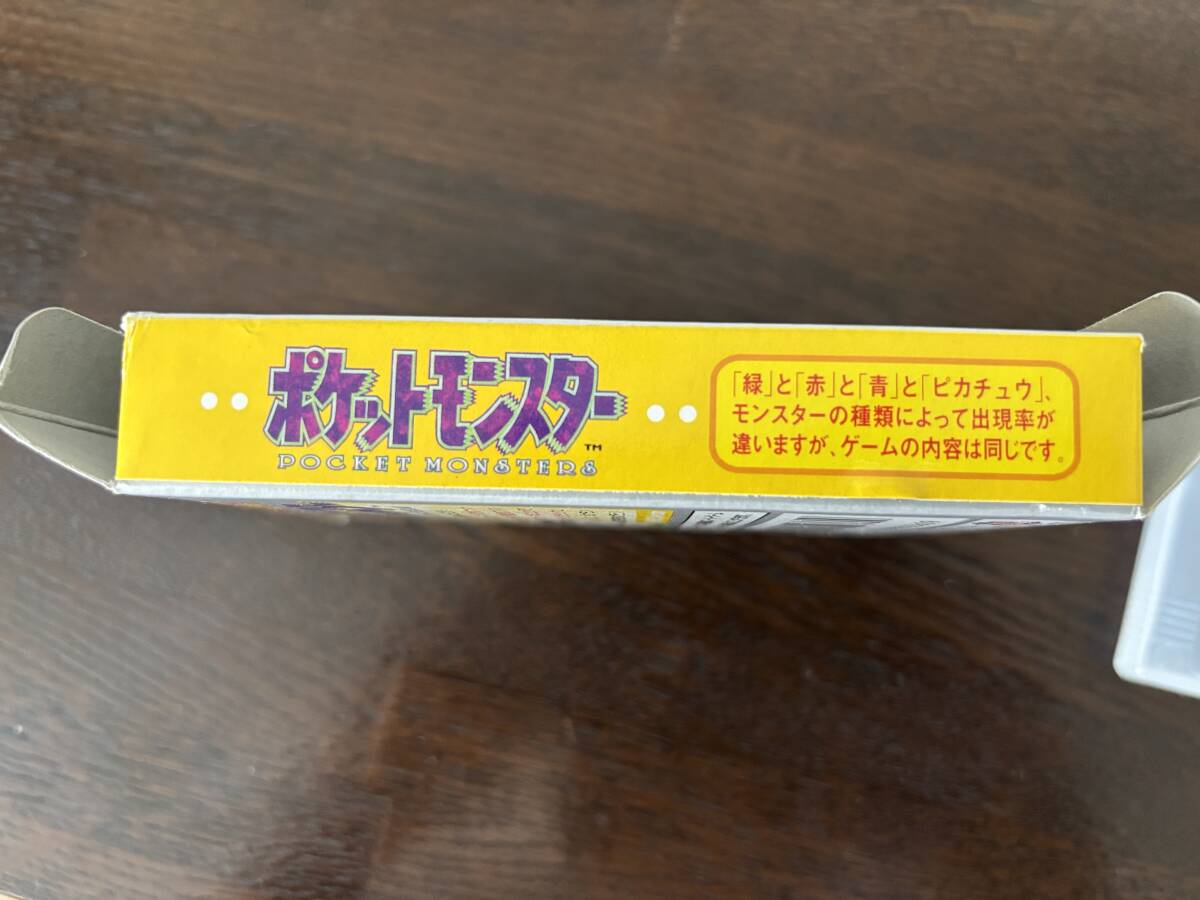 ポケットモンスター
TM
POCKET MONSTERS
「緑」と「赤」と「青」と「ピカチュウ」、
モンスターの種類によって出現率が
違いますが、ゲームの内容は同じです。